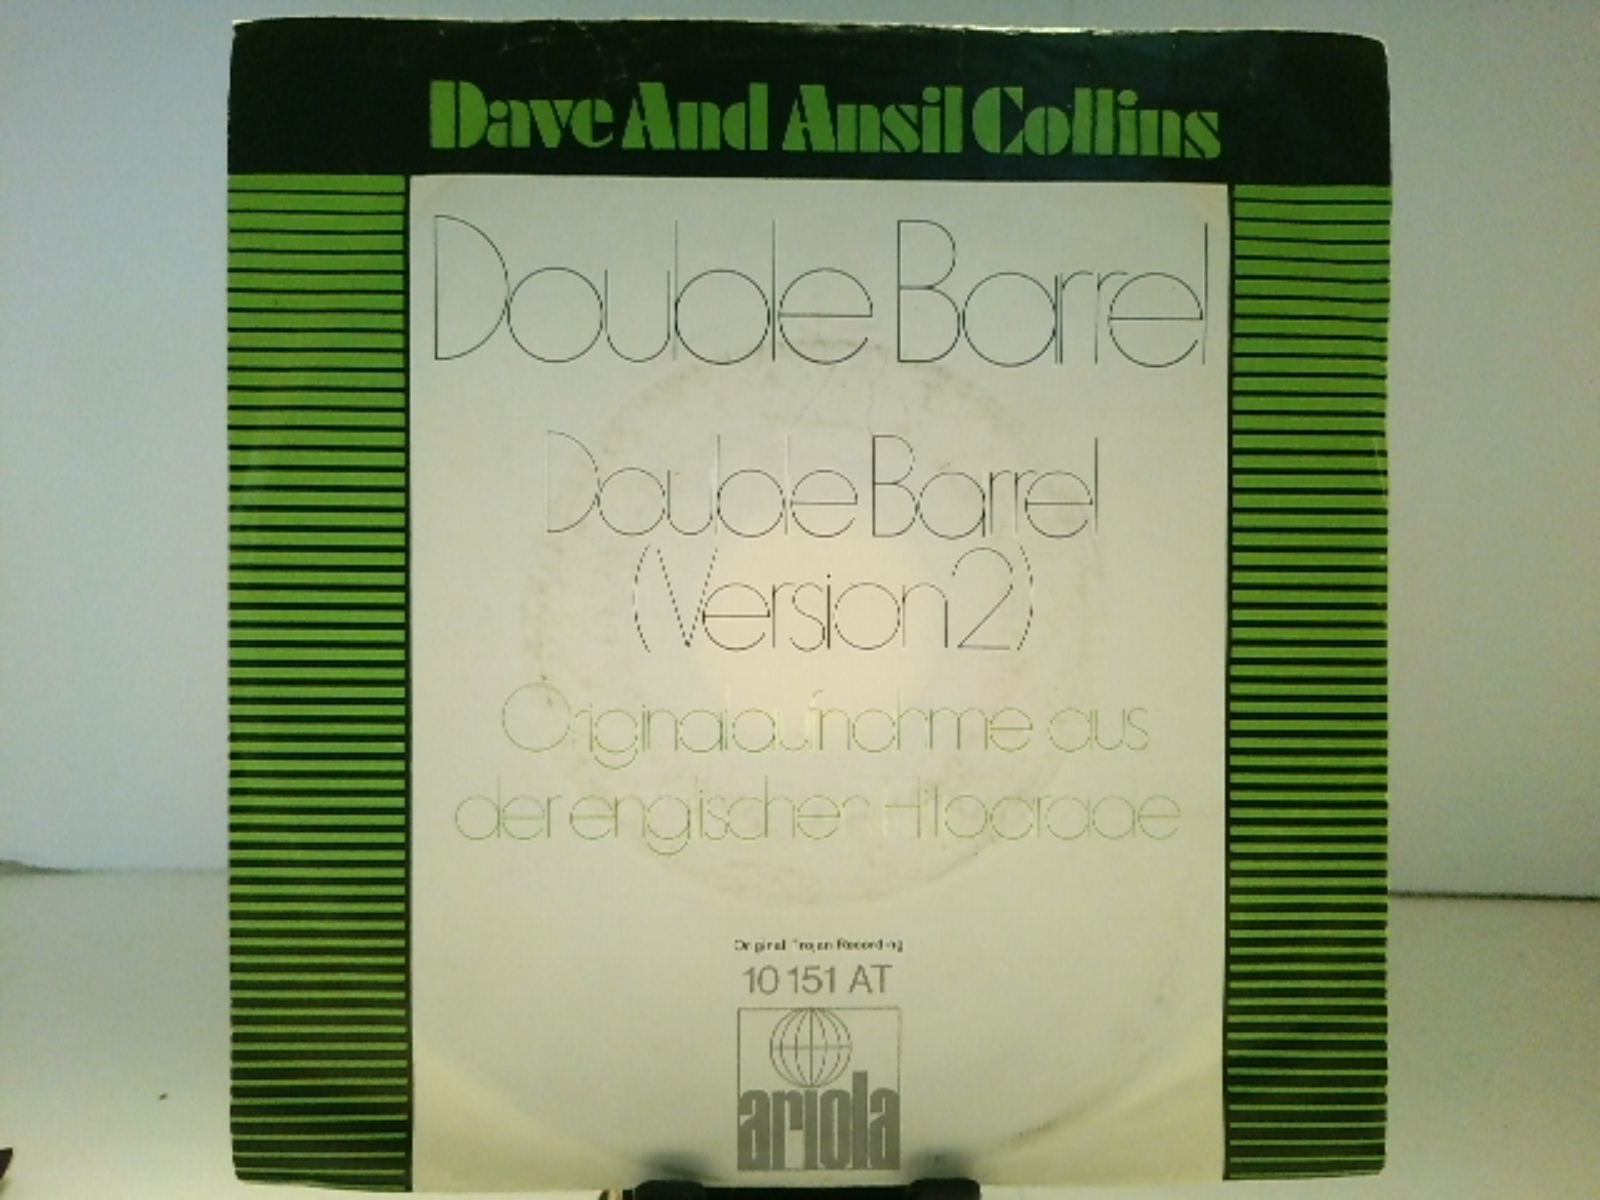 Dave And Ansil Collins
Double Barrel
Double Barrel
(Version 2)
Originalaufnahme aus
der englischen Hitparade
Original Trojan Recording
10 151 AT
ariola